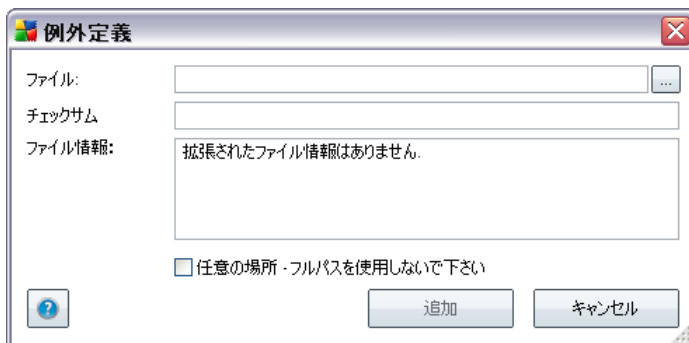 例外定義
ファイル:
...
チェックサム
ファイル情報:
拡張されたファイル情報はありません.
任意の場所 - フルパスを使用しないで下さい
?
追加
キャンセル